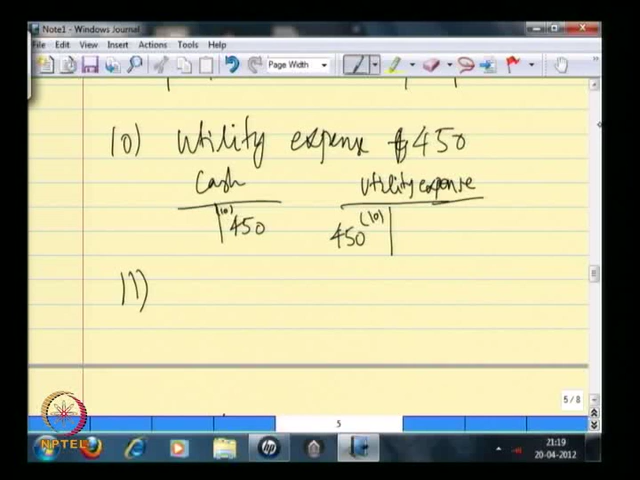 Note1 - Windows Journal
File Edit View Insert Actions Tools Help
Page Width
10) Utility expense $450
Cash Utility expense
(10) 450 450 (10)
11)
5/8
5
NPTEL
21:19
20-04-2012